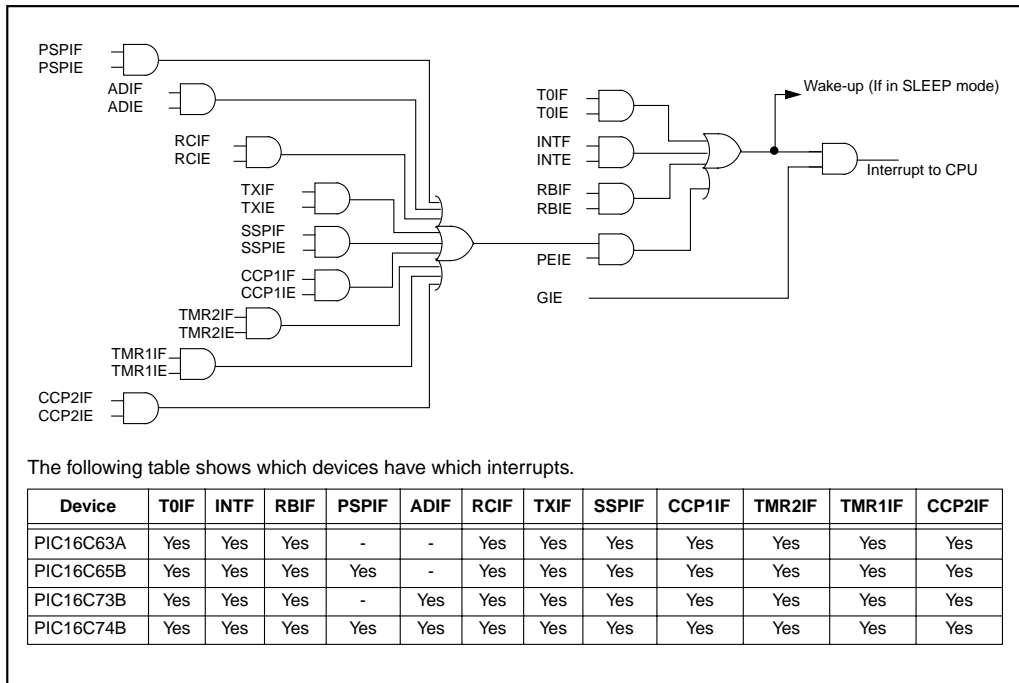 PSPIF
PSPIE
ADIF
ADIE
RCIF
RCIE
TXIF
TXIE
SSPIF
SSPIE
CCP1IF
CCP1IE
TMR2IF
TMR2IE
TMR1IF
TMR1IE
CCP2IF
CCP2IE
T0IF
T0IE
INTF
INTE
RBIF
RBIE
PEIE
GIE
Wake-up (If in SLEEP mode)
Interrupt to CPU
The following table shows which devices have which interrupts.
Device T0IF INTF RBIF PSPIF ADIF RCIF TXIF SSPIF CCP1IF TMR2IF TMR1IF CCP2IF
PIC16C63A Yes Yes Yes - - Yes Yes Yes Yes Yes Yes Yes
PIC16C65B Yes Yes Yes Yes - Yes Yes Yes Yes Yes Yes Yes
PIC16C73B Yes Yes Yes - Yes Yes Yes Yes Yes Yes Yes Yes
PIC16C74B Yes Yes Yes Yes Yes Yes Yes Yes Yes Yes Yes Yes